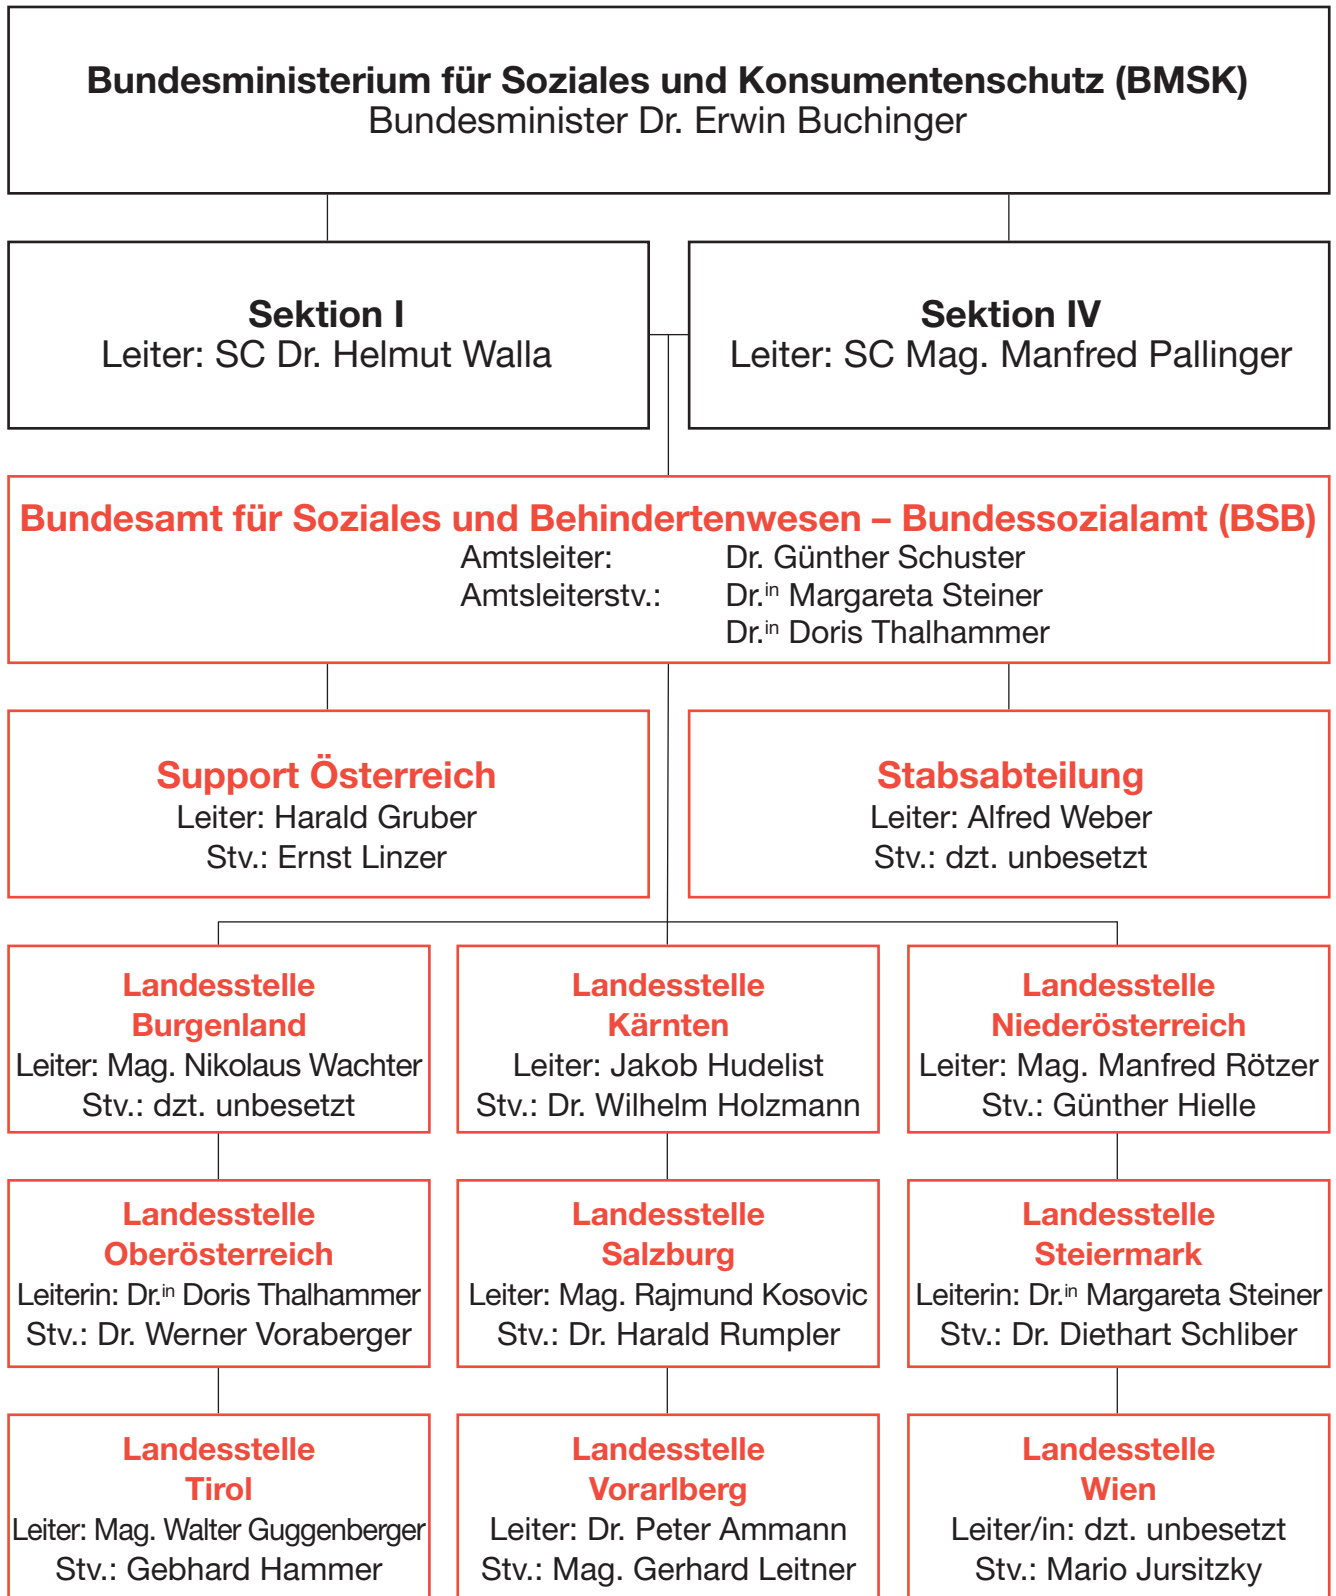 Bundesministerium für Soziales und Konsumentenschutz (BMSK)
Bundesminister Dr. Erwin Buchinger
Sektion I
Leiter: SC Dr. Helmut Walla
Sektion IV
Leiter: SC Mag. Manfred Pallinger
Bundesamt für Soziales und Behindertenwesen – Bundessozialamt (BSB)
Amtsleiter: Dr. Günther Schuster
Amtsleiterstv.: Dr.in Margareta Steiner
Dr.in Doris Thalhammer
Support Österreich
Leiter: Harald Gruber
Stv.: Ernst Linzer
Stabsabteilung
Leiter: Alfred Weber
Stv.: dzt. unbesetzt
Landesstelle
Burgenland
Leiter: Mag. Nikolaus Wachter
Stv.: dzt. unbesetzt
Landesstelle
Kärnten
Leiter: Jakob Hudelist
Stv.: Dr. Wilhelm Holzmann
Landesstelle
Niederösterreich
Leiter: Mag. Manfred Rötzer
Stv.: Günther Hielle
Landesstelle
Oberösterreich
Leiterin: Dr.in Doris Thalhammer
Stv.: Dr. Werner Voraberger
Landesstelle
Salzburg
Leiter: Mag. Rajmund Kosovic
Stv.: Dr. Harald Rumpler
Landesstelle
Steiermark
Leiterin: Dr.in Margareta Steiner
Stv.: Dr. Diethart Schliber
Landesstelle
Tirol
Leiter: Mag. Walter Guggenberger
Stv.: Gebhard Hammer
Landesstelle
Vorarlberg
Leiter: Dr. Peter Ammann
Stv.: Mag. Gerhard Leitner
Landesstelle
Wien
Leiter/in: dzt. unbesetzt
Stv.: Mario Jursitzky